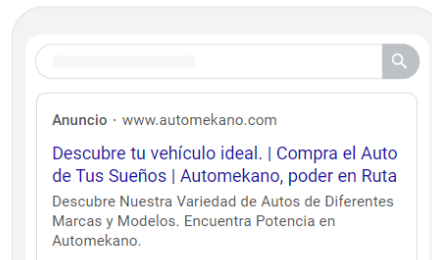 Anuncio · www.automekano.com
Descubre tu vehículo ideal. | Compra el Auto
de Tus Sueños | Automekano, poder en Ruta
Descubre Nuestra Variedad de Autos de Diferentes
Marcas y Modelos. Encuentra Potencia en
Automekano.